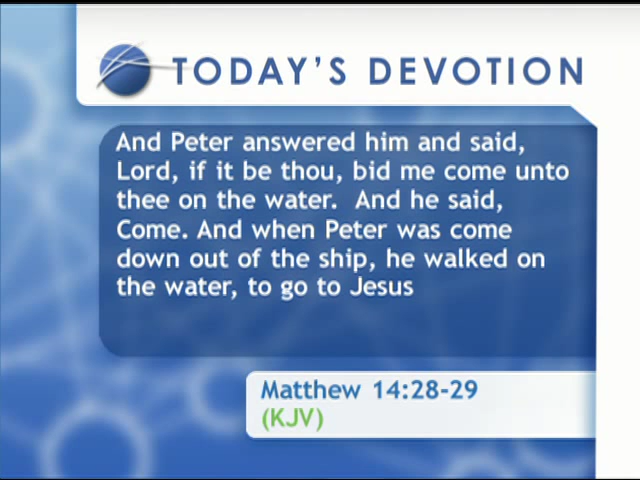 TODAY'S DEVOTION
And Peter answered him and said,
Lord, if it be thou, bid me come unto
thee on the water.  And he said,
Come. And when Peter was come
down out of the ship, he walked on
the water, to go to Jesus
Matthew 14:28-29
(KJV)